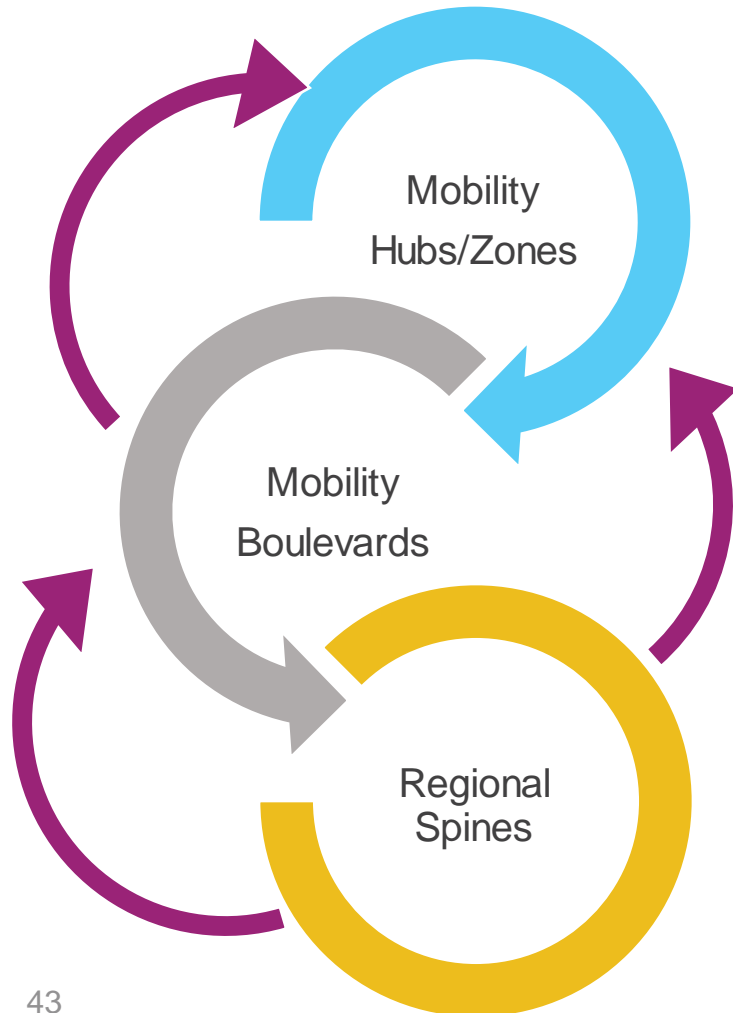 Mobility
Hubs/Zones
Mobility
Boulevards
Regional
Spines
43